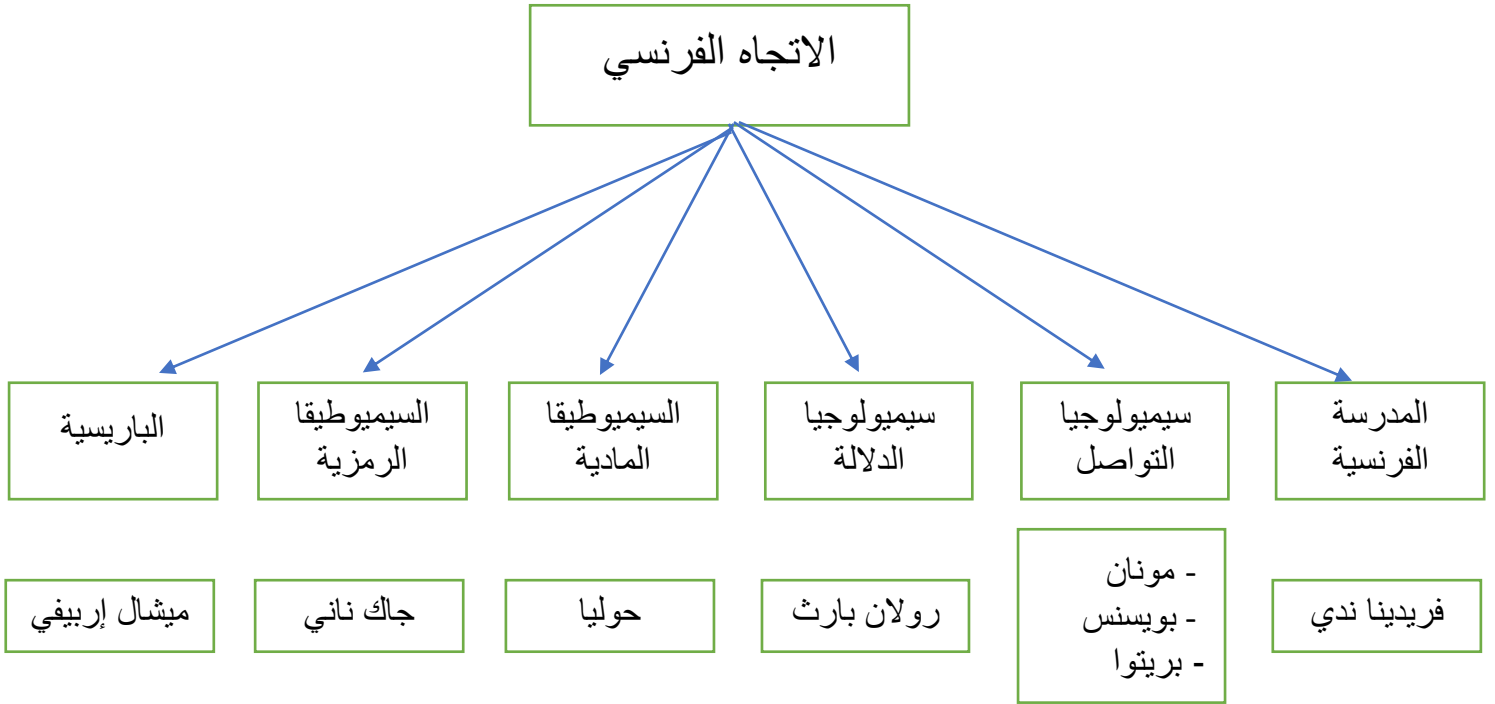 الاتجاه الفرنسي
المدرسة
الفرنسية
سيميولوجيا
التواصل
سيميولوجيا
الدلالة
السيميوطيقا
المادية
السيميوطيقا
الرمزية
الباريسية
فريدينا ندي
- مونان
- بويسنس
- بريتوا
رولان بارث
حوليا
جاك ناني
ميشال إربيفي